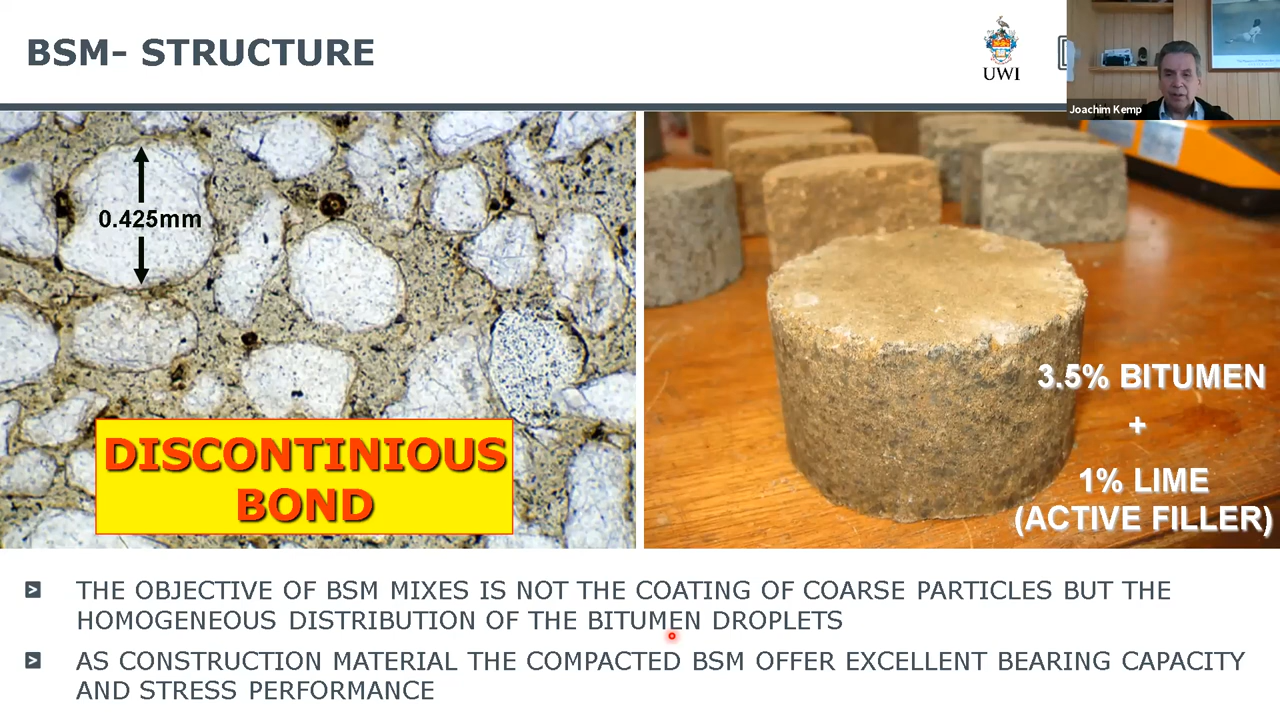 BSM- STRUCTURE
UWI
Joachim Kemp
0.425mm
DISCONTINIOUS
BOND
3.5% BITUMEN
+
1% LIME
(ACTIVE FILLER)
THE OBJECTIVE OF BSM MIXES IS NOT THE COATING OF COARSE PARTICLES BUT THE
HOMOGENEOUS DISTRIBUTION OF THE BITUMEN DROPLETS
AS CONSTRUCTION MATERIAL THE COMPACTED BSM OFFER EXCELLENT BEARING CAPACITY
AND STRESS PERFORMANCE